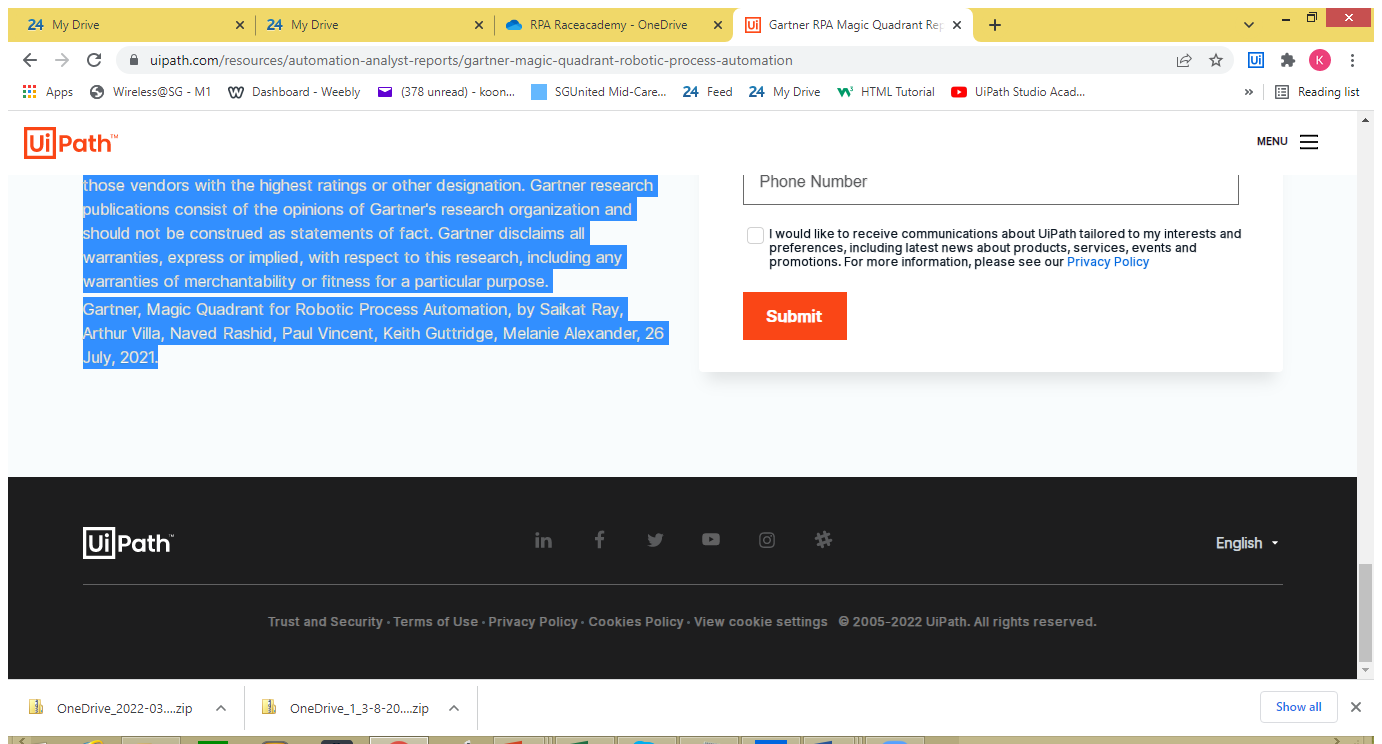 24 My Drive
24 My Drive
RPA Raceacademy - OneDrive
Ui Gartner RPA Magic Quadrant Rep
uipath.com/resources/automation-analyst-reports/gartner-magic-quadrant-robotic-process-automation
Ui
K
Apps
Wireless@SG - M1
Dashboard - Weebly
(378 unread) - koon...
SGUnited Mid-Care...
24 Feed
24 My Drive
HTML Tutorial
UiPath Studio Acad...
»
Reading list
UiPath™
MENU
those vendors with the highest ratings or other designation. Gartner research
publications consist of the opinions of Gartner's research organization and
should not be construed as statements of fact. Gartner disclaims all
warranties, express or implied, with respect to this research, including any
warranties of merchantability or fitness for a particular purpose.
Gartner, Magic Quadrant for Robotic Process Automation, by Saikat Ray,
Arthur Villa, Naved Rashid, Paul Vincent, Keith Guttridge, Melanie Alexander, 26
July, 2021.
Phone Number
I would like to receive communications about UiPath tailored to my interests and
preferences, including latest news about products, services, events and
promotions. For more information, please see our Privacy Policy
Submit
UiPath™
English
Trust and Security · Terms of Use · Privacy Policy · Cookies Policy · View cookie settings © 2005-2022 UiPath. All rights reserved.
OneDrive_2022-03....zip
OneDrive_1_3-8-20....zip
Show all